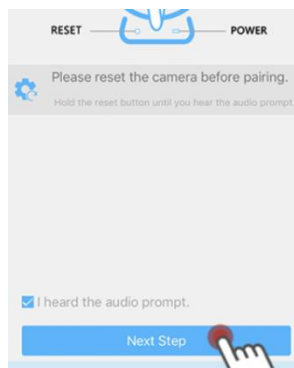 RESET
POWER
Please reset the camera before pairing.
Hold the reset button until you hear the audio prompt.
I heard the audio prompt.
Next Step